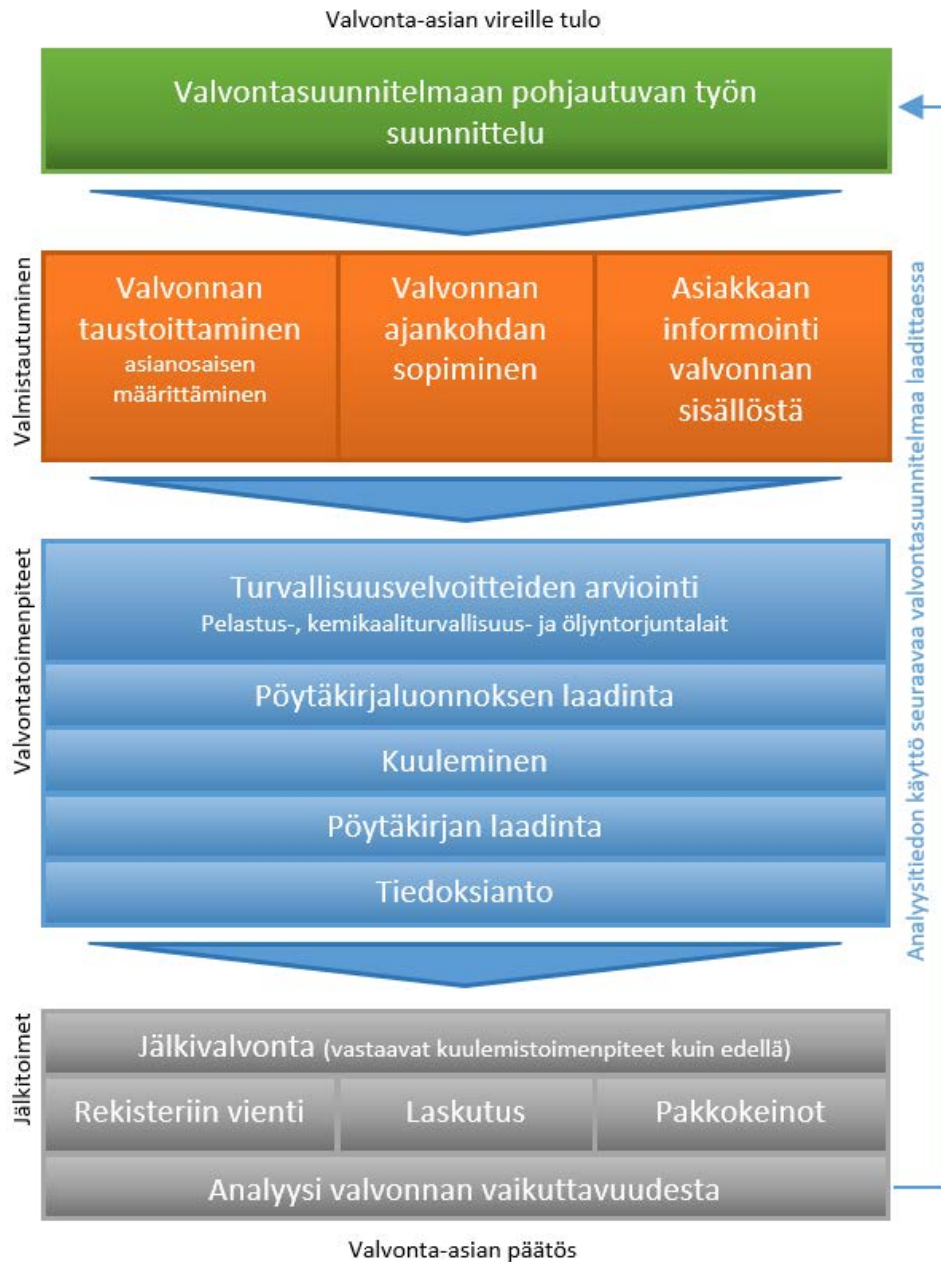 Valvonta-asian vireille tulo
Valvontasuunnitelmaan pohjautuvan työn
suunnittelu
Valmistautuminen
Valvonnan
taustoittaminen
asianosaisen
määrittäminen
Valvonnan
ajankohdan
sopiminen
Asiakkaan
informointi
valvonnan
sisällöstä
Valvontatoimenpiteet
Turvallisuusvelvoitteiden arviointi
Pelastus-, kemikaaliturvallisuus- ja öljyntorjuntalait
Pöytäkirjaluonnoksen laadinta
Kuuleminen
Pöytäkirjan laadinta
Tiedoksianto
Jälkitoimet
Jälkivalvonta (vastaavat kuulemistoimenpiteet kuin edellä)
Rekisteriin vienti
Laskutus
Pakkokeinot
Analyysi valvonnan vaikuttavuudesta
Analyysitiedon käyttö seuraavaa valvontasuunnitelmaa laadittaessa
Valvonta-asian päätös